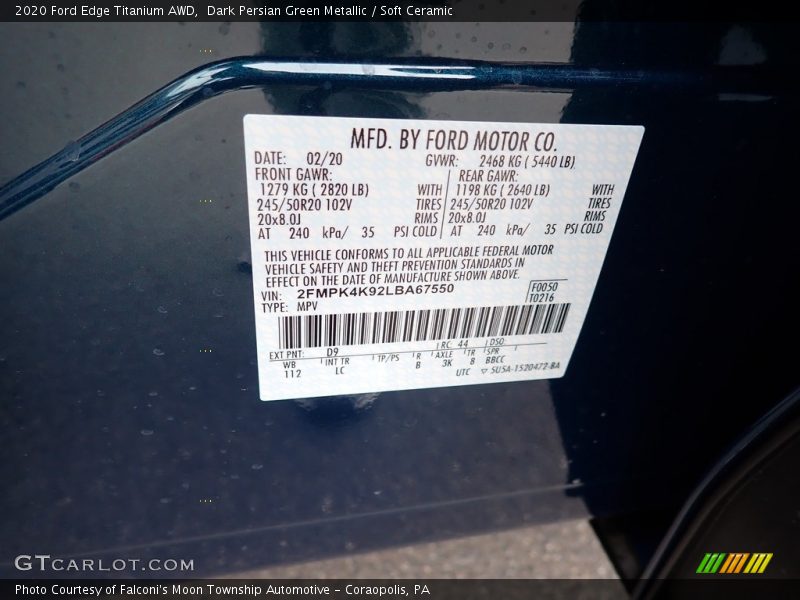 2020 Ford Edge Titanium AWD,  Dark Persian Green Metallic / Soft Ceramic
MFD. BY FORD MOTOR CO.
DATE: 02/20 GVWR: 2468 KG ( 5440 LB)
FRONT GAWR: REAR GAWR:
1279 KG ( 2820 LB) WITH 1198 KG ( 2640 LB) WITH
245/50R20 102V TIRES 245/50R20 102V TIRES
20x8.0J RIMS 20x8.0J RIMS
AT 240 kPa/ 35 PSI COLD AT 240 kPa/ 35 PSI COLD
THIS VEHICLE CONFORMS TO ALL APPLICABLE FEDERAL MOTOR
VEHICLE SAFETY AND THEFT PREVENTION STANDARDS IN
EFFECT ON THE DATE OF MANUFACTURE SHOWN ABOVE.
VIN: 2FMPK4K92LBA67550 F0050
TYPE: MPV T0216
EXT PNT: D9 RC: 44 DSO:
WB INT TR TP/PS R AXLE TR SPR
112 LC B 3K B BBCC
UTC ▽ 5USA-1520472-BA
GTCARLOT.COM
Photo Courtesy of Falconi's Moon Township Automotive - Coraopolis, PA